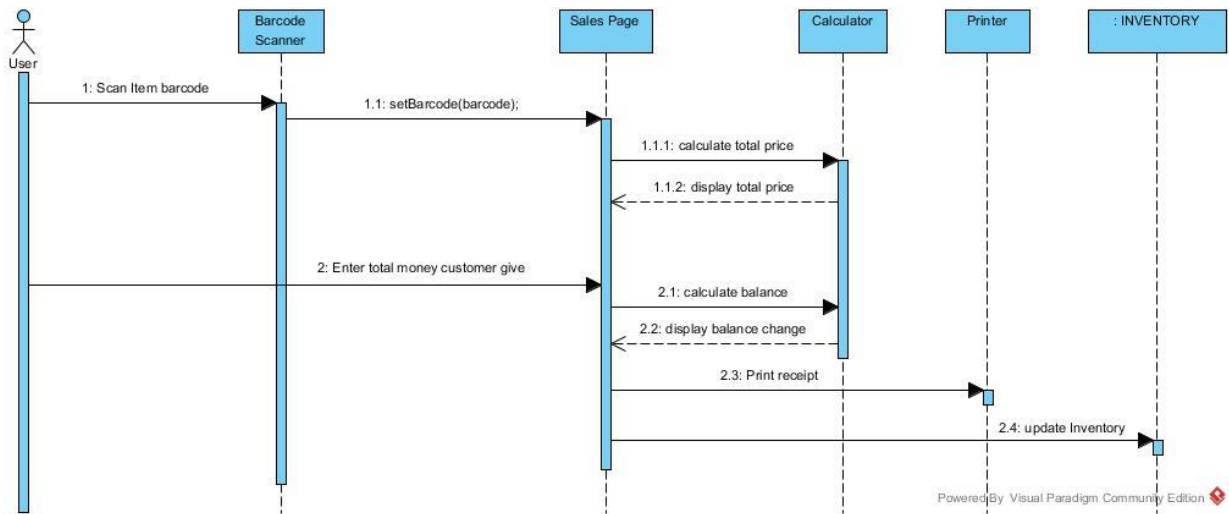 User
Barcode
Scanner
Sales Page
Calculator
Printer
: INVENTORY
1: Scan Item barcode
1.1: setBarcode(barcode);
1.1.1: calculate total price
1.1.2: display total price
2: Enter total money customer give
2.1: calculate balance
2.2: display balance change
2.3: Print receipt
2.4: update Inventory
Powered By Visual Paradigm Community Edition